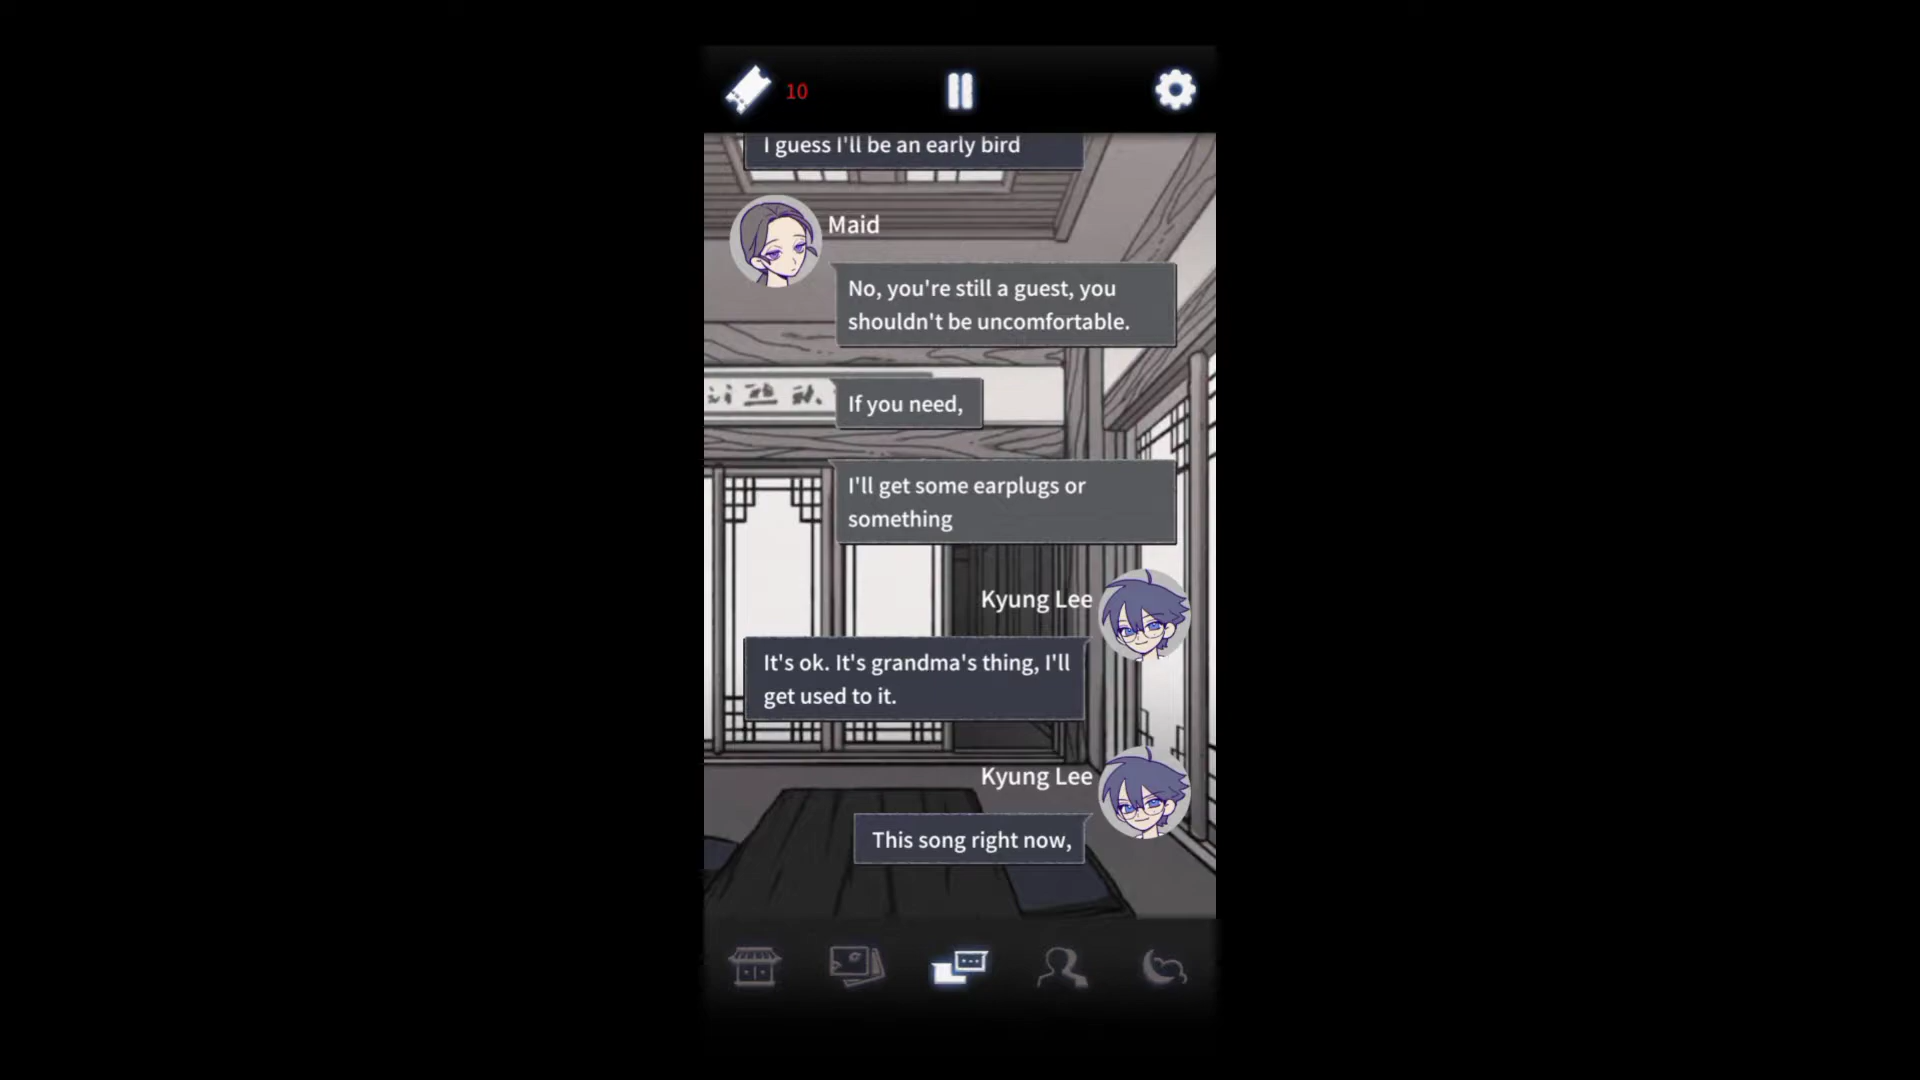 10
I guess I'll be an early bird
Maid
No, you're still a guest, you
shouldn't be uncomfortable.
If you need,
I'll get some earplugs or
something
Kyung Lee
It's ok. It's grandma's thing, I'll
get used to it.
Kyung Lee
This song right now,